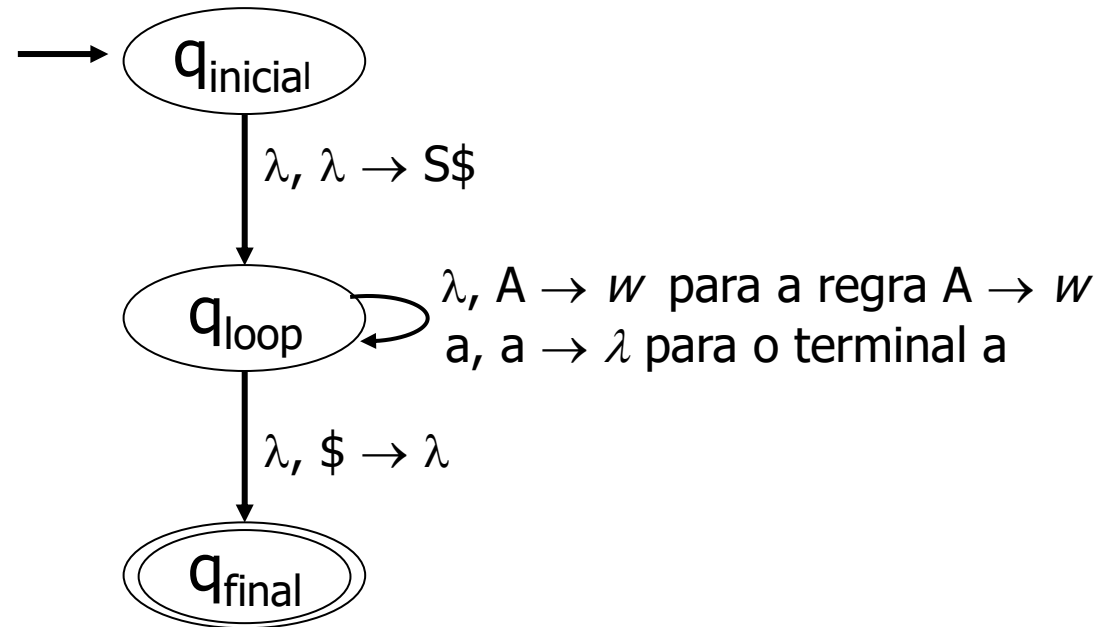 qinicial
λ, λ → S$
qloop
λ, A → w para a regra A → w
a, a → λ para o terminal a
λ, $ → λ
qfinal